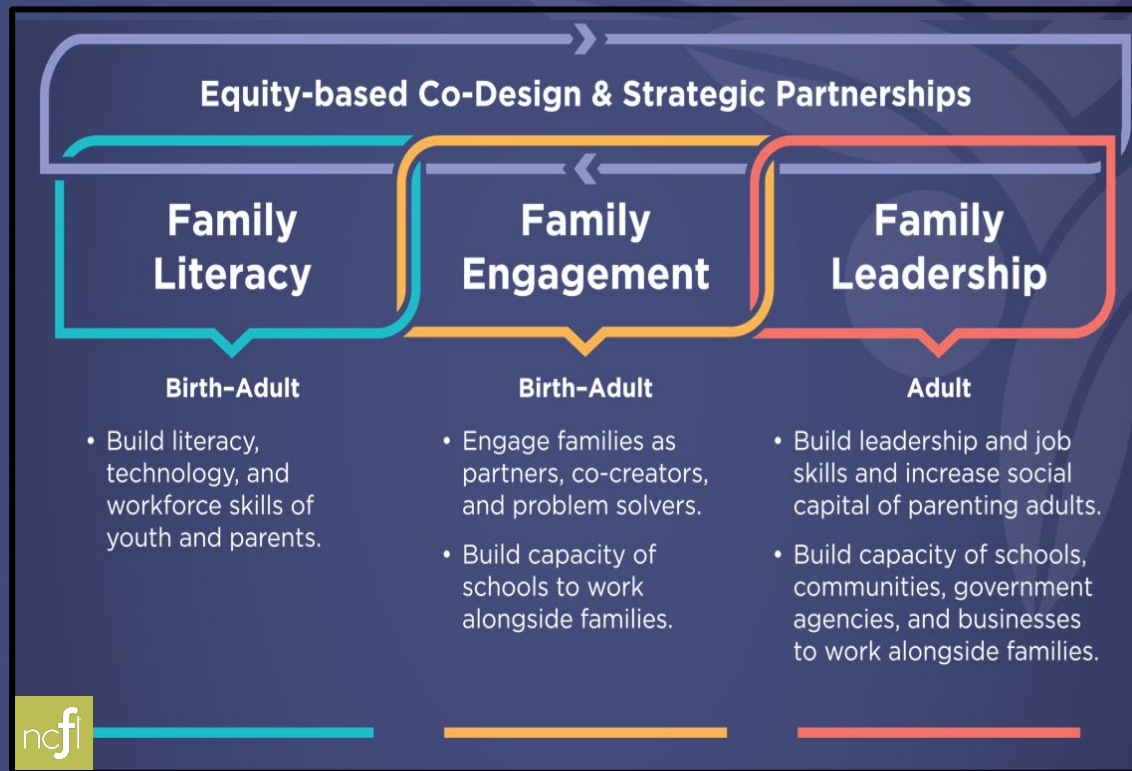 Equity-based Co-Design & Strategic Partnerships
Family
Literacy
Birth–Adult
• Build literacy,
technology, and
workforce skills of
youth and parents.
Family
Engagement
Birth–Adult
• Engage families as
partners, co-creators,
and problem solvers.
• Build capacity of
schools to work
alongside families.
Family
Leadership
Adult
• Build leadership and job
skills and increase social
capital of parenting adults.
• Build capacity of schools,
communities, government
agencies, and businesses
to work alongside families.
ncfl